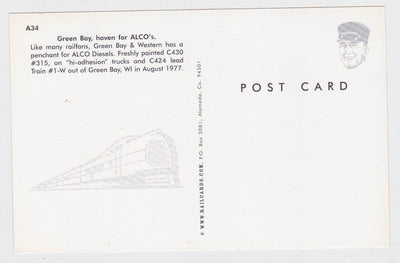 A34
Green Bay, haven for ALCO's.
Like many railfans, Green Bay & Western has a
penchant for ALCO Diesels. Freshly painted C430
#315, on "hi-adhesion" trucks and C424 lead
Train #1-W out of Green Bay, WI in August 1977.
c WWW.RAILCARDS.COM, P.O. Box 3081, Alameda, Ca. 94501
POST CARD